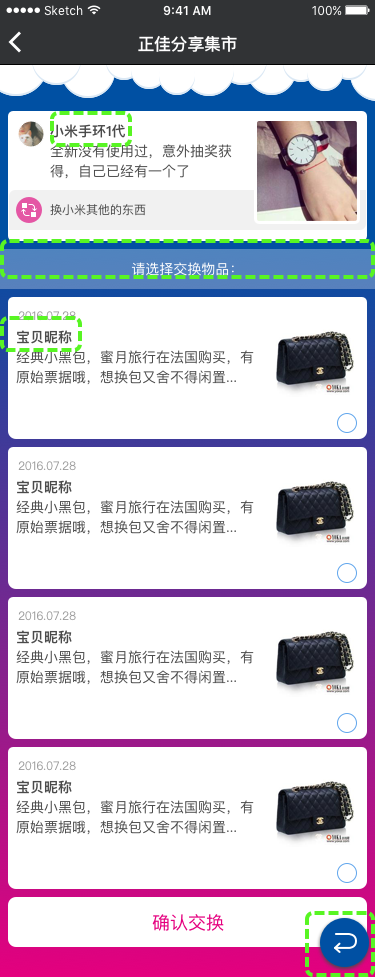 Sketch 9:41 AM 100%
正佳分享集市
小米手环1代
全新没有使用过，意外抽奖获
得，自己已经有一个了
换小米其他的东西
请选择交换物品：
2016.07.28
宝贝昵称
经典小黑包，蜜月旅行在法国购买，有
原始票据哦，想换包又舍不得闲置...
2016.07.28
宝贝昵称
经典小黑包，蜜月旅行在法国购买，有
原始票据哦，想换包又舍不得闲置...
2016.07.28
宝贝昵称
经典小黑包，蜜月旅行在法国购买，有
原始票据哦，想换包又舍不得闲置...
2016.07.28
宝贝昵称
经典小黑包，蜜月旅行在法国购买，有
原始票据哦，想换包又舍不得闲置...
确认交换